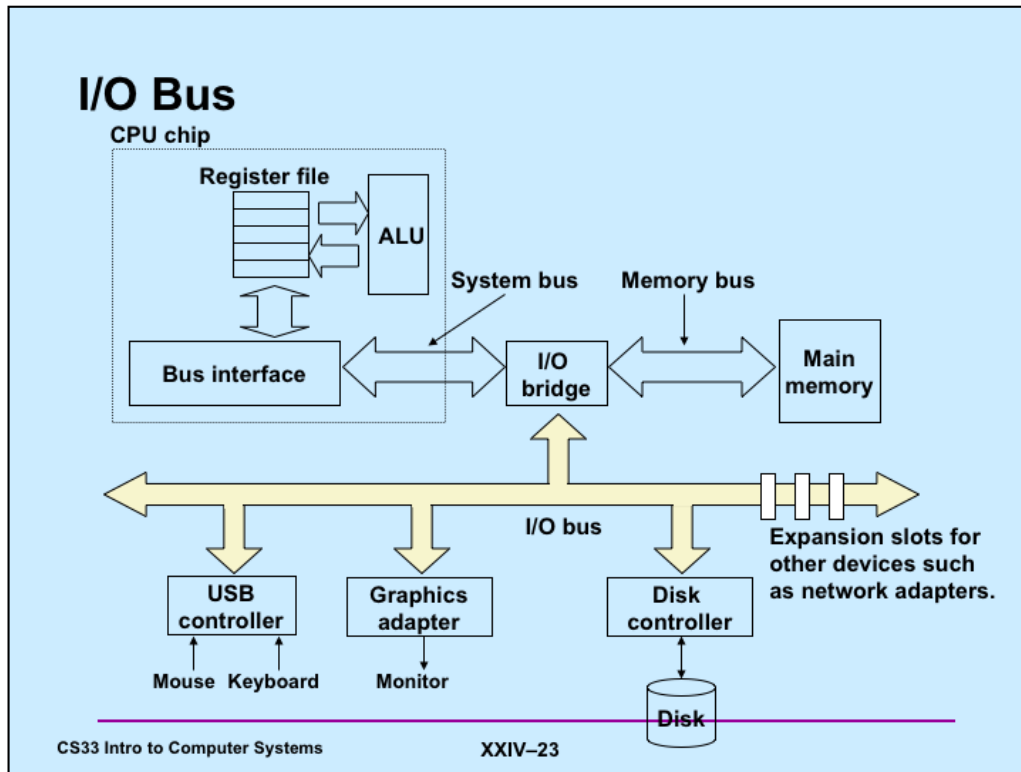 I/O Bus
CPU chip
Register file
ALU
System bus
Memory bus
Bus interface
I/O
bridge
Main
memory
I/O bus
Expansion slots for
other devices such
as network adapters.
USB
controller
Graphics
adapter
Disk
controller
Mouse
Keyboard
Monitor
Disk
CS33 Intro to Computer Systems
XXIV–23